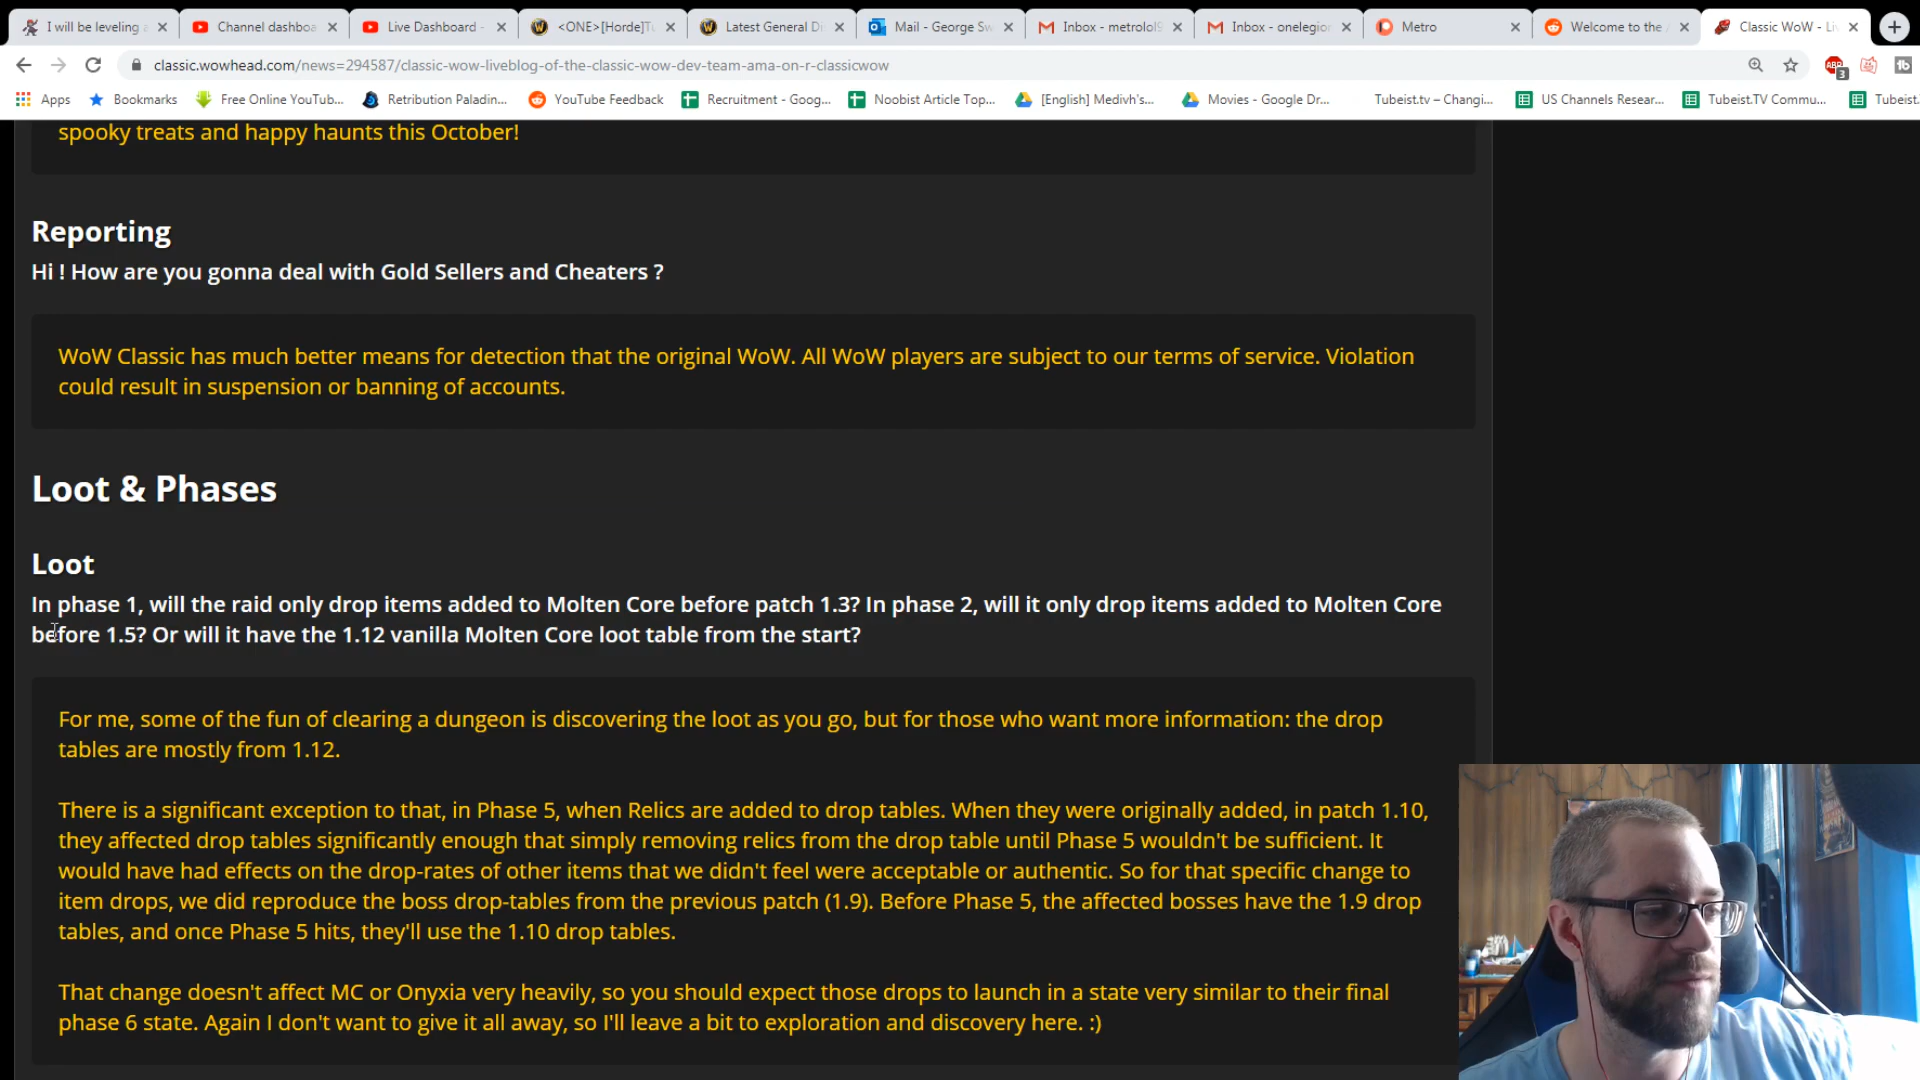 I will be leveling a
Channel dashboa
Live Dashboard -
<ONE>[Horde]Tu
Latest General Di
Mail - George Sw
Inbox - metrolol9
Inbox - onelegion
Metro
Welcome to the A
Classic WoW - Li
classic.wowhead.com/news=294587/classic-wow-liveblog-of-the-classic-wow-dev-team-ama-on-r-classicwow
ABP
3
tb
Apps
Bookmarks
Free Online YouTub...
Retribution Paladin...
YouTube Feedback
Recruitment - Goog...
Noobist Article Top...
[English] Medivh's...
Movies - Google Dr...
Tubeist.tv – Changi...
US Channels Resear...
Tubeist.TV Commu...
Tubeist.
spooky treats and happy haunts this October!
Reporting
Hi ! How are you gonna deal with Gold Sellers and Cheaters ?
WoW Classic has much better means for detection that the original WoW. All WoW players are subject to our terms of service. Violation
could result in suspension or banning of accounts.
Loot & Phases
Loot
In phase 1, will the raid only drop items added to Molten Core before patch 1.3? In phase 2, will it only drop items added to Molten Core
before 1.5? Or will it have the 1.12 vanilla Molten Core loot table from the start?
For me, some of the fun of clearing a dungeon is discovering the loot as you go, but for those who want more information: the drop
tables are mostly from 1.12.
There is a significant exception to that, in Phase 5, when Relics are added to drop tables. When they were originally added, in patch 1.10,
they affected drop tables significantly enough that simply removing relics from the drop table until Phase 5 wouldn't be sufficient. It
would have had effects on the drop-rates of other items that we didn't feel were acceptable or authentic. So for that specific change to
item drops, we did reproduce the boss drop-tables from the previous patch (1.9). Before Phase 5, the affected bosses have the 1.9 drop
tables, and once Phase 5 hits, they'll use the 1.10 drop tables.
That change doesn't affect MC or Onyxia very heavily, so you should expect those drops to launch in a state very similar to their final
phase 6 state. Again I don't want to give it all away, so I'll leave a bit to exploration and discovery here. :)